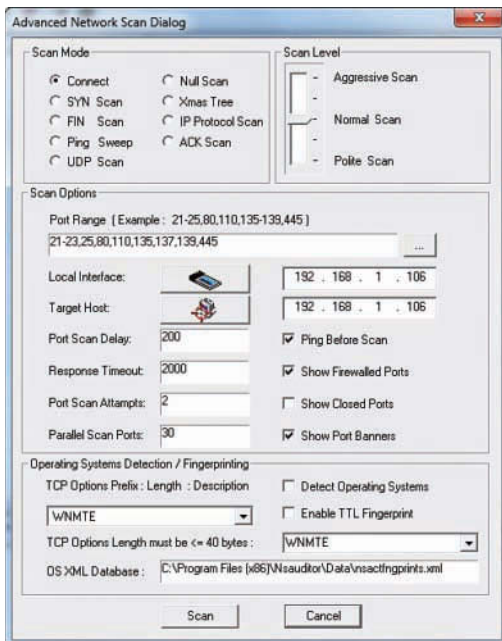 Advanced Network Scan Dialog
Scan Mode
Connect
SYN Scan
FIN Scan
Ping Sweep
UDP Scan
Null Scan
Xmas Tree
IP Protocol Scan
ACK Scan
Scan Level
Aggressive Scan
Normal Scan
Polite Scan
Scan Options
Port Range ( Example : 21-25,80,110,135-139,445 )
21-23,25,80,110,135,137,139,445
...
Local Interface:
192 . 168 . 1 . 106
Target Host:
192 . 168 . 1 . 106
Port Scan Delay:
200
Ping Before Scan
Response Timeout:
2000
Show Firewalled Ports
Port Scan Attampts:
2
Show Closed Ports
Parallel Scan Ports:
30
Show Port Banners
Operating Systems Detection / Fingerprinting
TCP Options Prefix : Length : Description
Detect Operating Systems
WNMTE
Enable TTL Fingerprint
TCP Options Length must be <= 40 bytes :
WNMTE
OS XML Database :
C:\Program Files (x86)\Nsauditor\Data\nsactfngprints.xml
Scan
Cancel